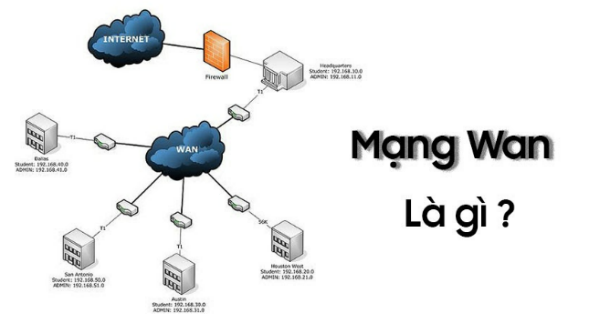 INTERNET
Firewall
Headquarters
Student: 192.168.10.0
ADMIN: 192.168.11.0
T1
T1
Dallas
Student: 192.168.40.0
ADMIN: 192.168.41.0
WAN
Mạng Wan
Là gì ?
T1
San Antonio
Student: 192.168.50.0
ADMIN: 192.168.51.0
T1
Austin
Student: 192.168.30.0
ADMIN: 192.168.31.0
56K
Houston West
Student: 192.168.20.0
ADMIN: 192.168.21.0